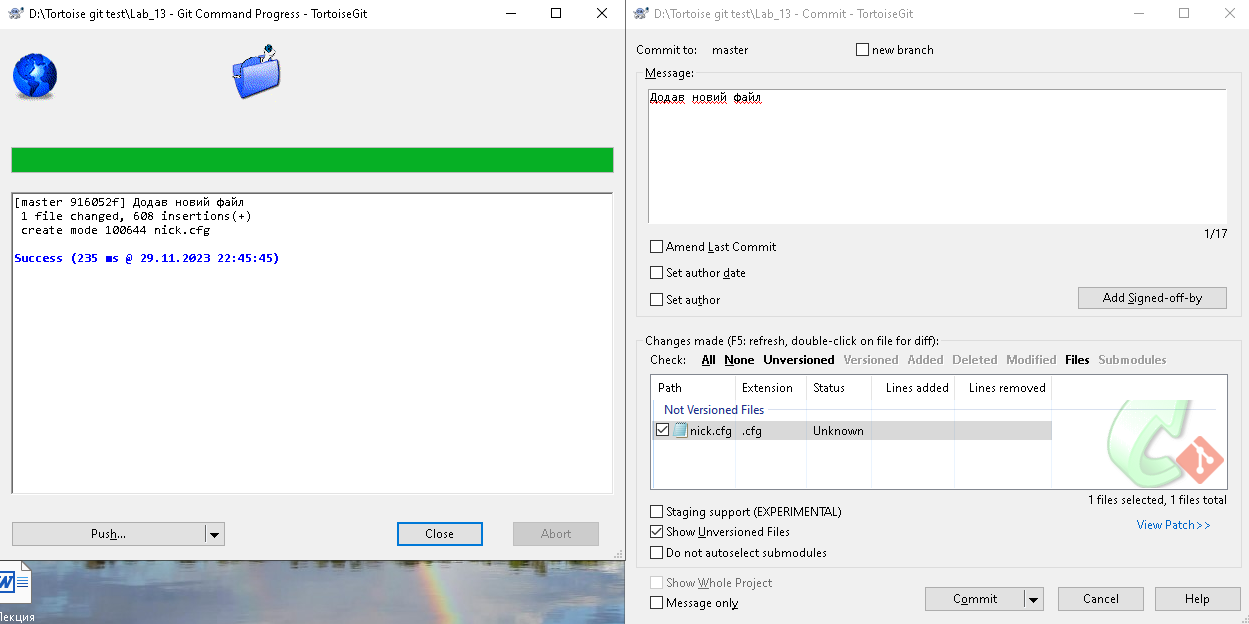 D:\Tortoise git test\Lab_13 - Git Command Progress - TortoiseGit
[master 916052f] Додав новий файл
1 file changed, 608 insertions(+)
create mode 100644 nick.cfg
Success (235 ms @ 29.11.2023 22:45:45)
Push...
Close
Abort
Лекция
D:\Tortoise git test\Lab_13 - Commit - TortoiseGit
Commit to: master
new branch
Message:
Додав новий файл
1/17
Amend Last Commit
Set author date
Set author
Add Signed-off-by
Changes made (F5: refresh, double-click on file for diff):
Check: All None Unversioned Versioned Added Deleted Modified Files Submodules
Path Extension Status Lines added Lines removed
Not Versioned Files
nick.cfg .cfg Unknown
1 files selected, 1 files total
Staging support (EXPERIMENTAL)
View Patch>>
Show Unversioned Files
Do not autoselect submodules
Show Whole Project
Message only
Commit
Cancel
Help